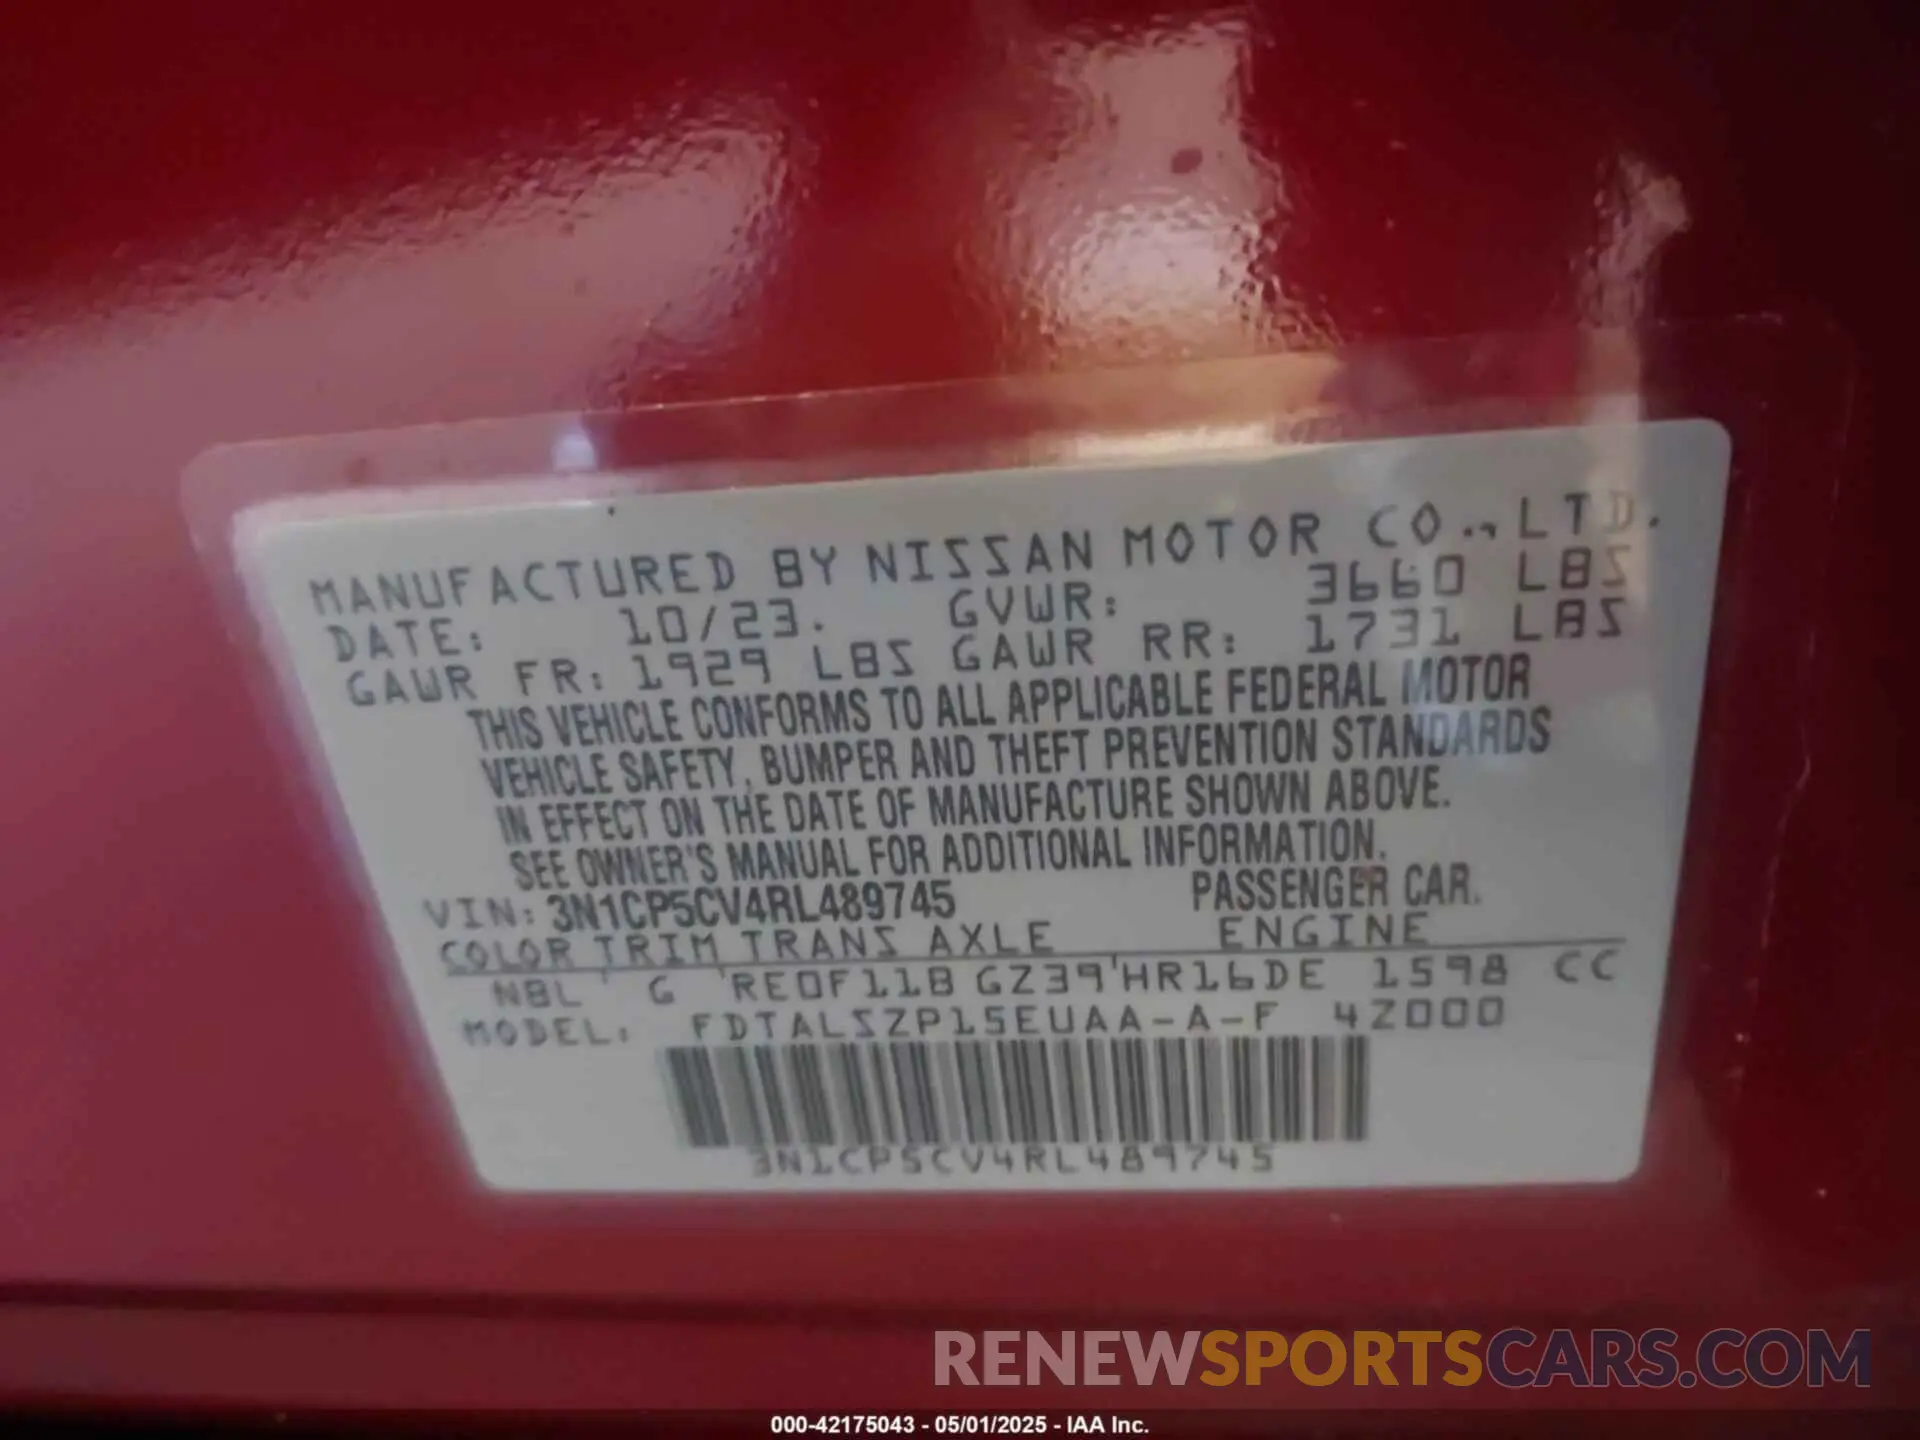 MANUFACTURED BY NISSAN MOTOR CO., LTD.
DATE: 10/23. GVWR: 3660 LBS
GAWR FR: 1929 LBS GAWR RR: 1731 LBS
THIS VEHICLE CONFORMS TO ALL APPLICABLE FEDERAL MOTOR
VEHICLE SAFETY, BUMPER AND THEFT PREVENTION STANDARDS
IN EFFECT ON THE DATE OF MANUFACTURE SHOWN ABOVE.
SEE OWNER'S MANUAL FOR ADDITIONAL INFORMATION.
VIN: 3N1CP5CV4RL489745 PASSENGER CAR.
COLOR TRIM TRANS AXLE ENGINE
NBL ' G 'RE0F11B GZ39'HR16DE 1598 CC
MODEL: FDTALSZP15EUAA-A-F 4Z000
3N1CP5CV4RL489745
RENEWSPORTSCARS.COM
000-42175043 - 05/01/2025 - IAA Inc.